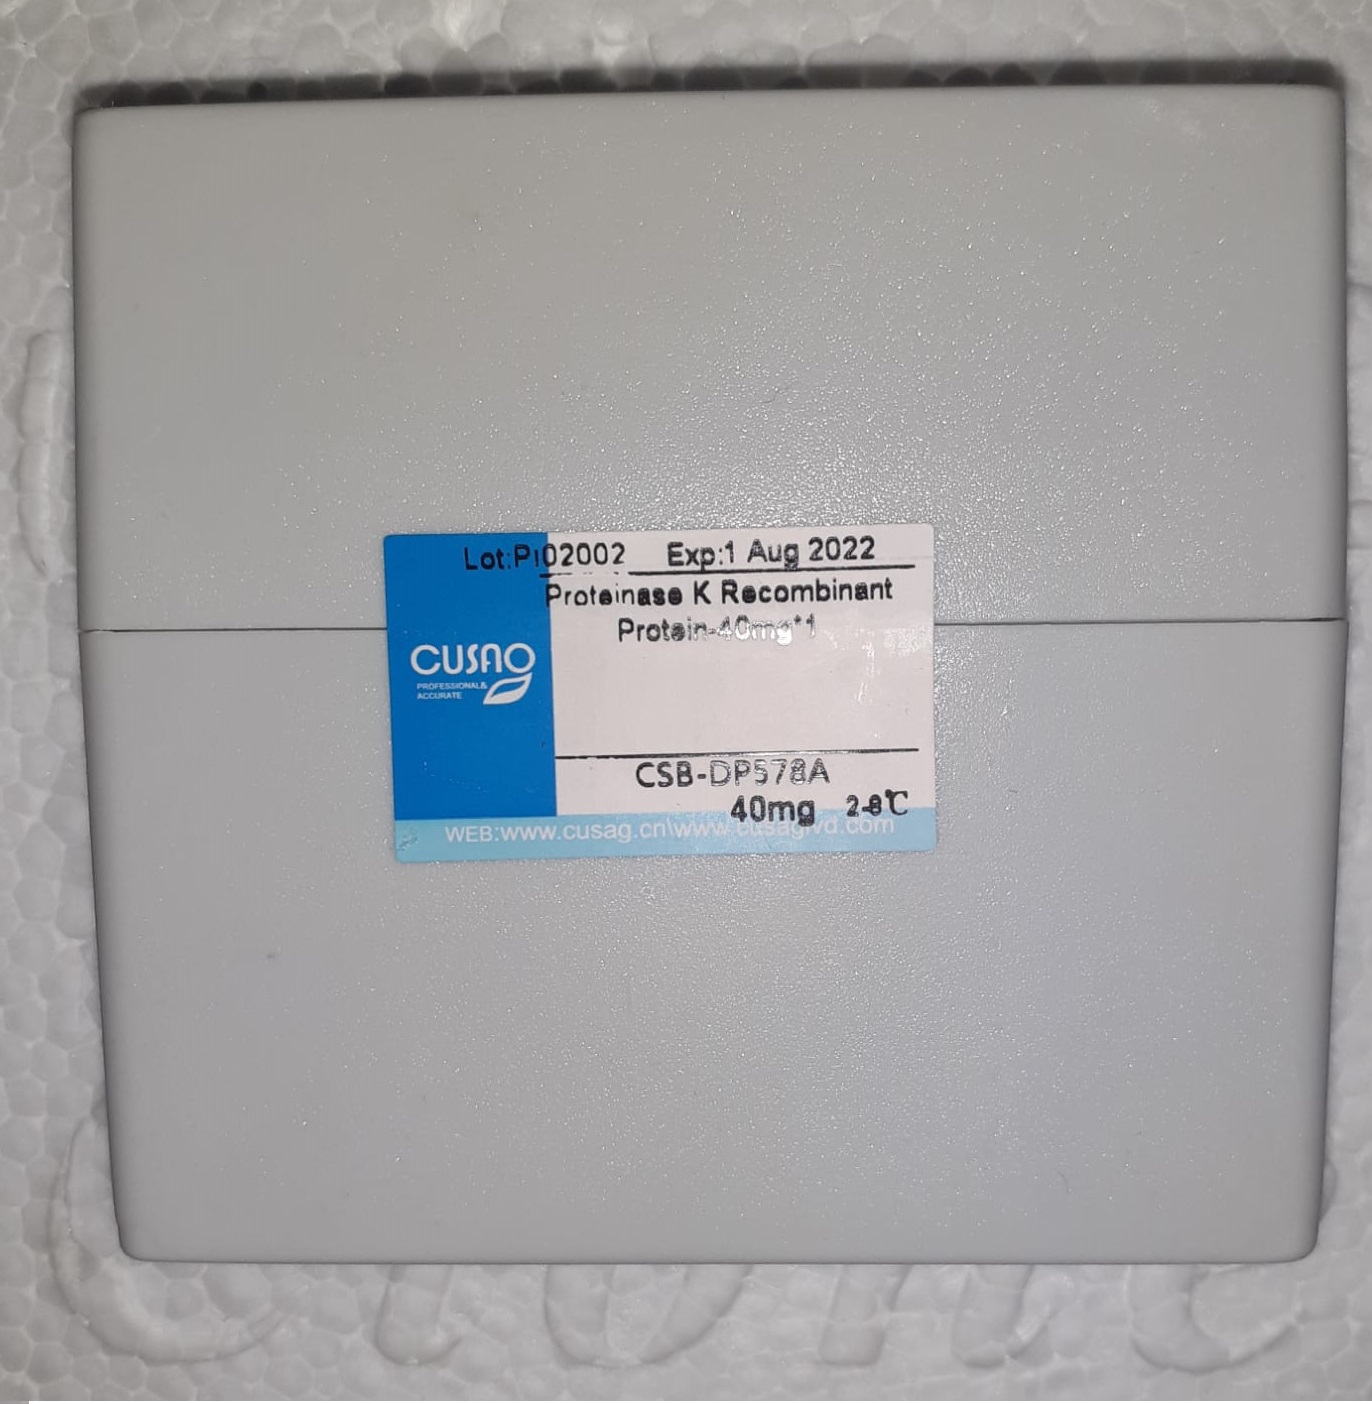 Lot:PI02002 Exp:1 Aug 2022
Proteinase K Recombinant
Protein-40mg*1
CUSAG
PROFESSIONAL&
ACCURATE
CSB-DP578A
40mg 2-8℃
WEB:www.cusag.cn\www.cusagivd.com